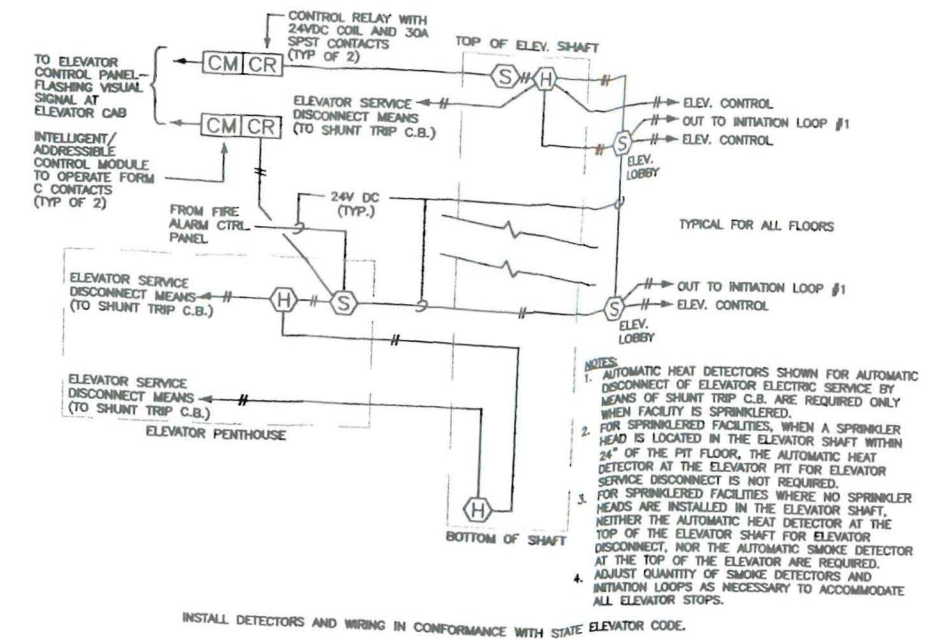 CONTROL RELAY WITH
24VDC COIL AND 30A
SPST CONTACTS
(TYP OF 2)
TOP OF ELEV. SHAFT
TO ELEVATOR
CONTROL PANEL-
FLASHING VISUAL
SIGNAL AT
ELEVATOR CAB
CM CR
S H
ELEVATOR SERVICE
DISCONNECT MEANS
(TO SHUNT TRIP C.B.)
ELEV. CONTROL
OUT TO INITIATION LOOP #1
ELEV. CONTROL
CM CR
S
ELEV.
LOBBY
INTELLIGENT/
ADDRESSIBLE
CONTROL MODULE
TO OPERATE FORM
C CONTACTS
(TYP OF 2)
24V DC
(TYP.)
FROM FIRE
ALARM CTRL
PANEL
TYPICAL FOR ALL FLOORS
ELEVATOR SERVICE
DISCONNECT MEANS
(TO SHUNT TRIP C.B.)
H S
OUT TO INITIATION LOOP #1
ELEV. CONTROL
S
ELEV.
LOBBY
ELEVATOR SERVICE
DISCONNECT MEANS
(TO SHUNT TRIP C.B.)
ELEVATOR PENTHOUSE
H
BOTTOM OF SHAFT
NOTES:
1. AUTOMATIC HEAT DETECTORS SHOWN FOR AUTOMATIC
DISCONNECT OF ELEVATOR ELECTRIC SERVICE BY
MEANS OF SHUNT TRIP C.B. ARE REQUIRED ONLY
WHEN FACILITY IS SPRINKLERED.
2. FOR SPRINKLERED FACILITIES, WHEN A SPRINKLER
HEAD IS LOCATED IN THE ELEVATOR SHAFT WITHIN
24" OF THE PIT FLOOR, THE AUTOMATIC HEAT
DETECTOR AT THE ELEVATOR PIT FOR ELEVATOR
SERVICE DISCONNECT IS NOT REQUIRED.
3. FOR SPRINKLERED FACILITIES WHERE NO SPRINKLER
HEADS ARE INSTALLED IN THE ELEVATOR SHAFT,
NEITHER THE AUTOMATIC HEAT DETECTOR AT THE
TOP OF THE ELEVATOR SHAFT FOR ELEVATOR
DISCONNECT, NOR THE AUTOMATIC SMOKE DETECTOR
AT THE TOP OF THE ELEVATOR ARE REQUIRED.
4. ADJUST QUANTITY OF SMOKE DETECTORS AND
INITIATION LOOPS AS NECESSARY TO ACCOMMODATE
ALL ELEVATOR STOPS.
INSTALL DETECTORS AND WIRING IN CONFORMANCE WITH STATE ELEVATOR CODE.